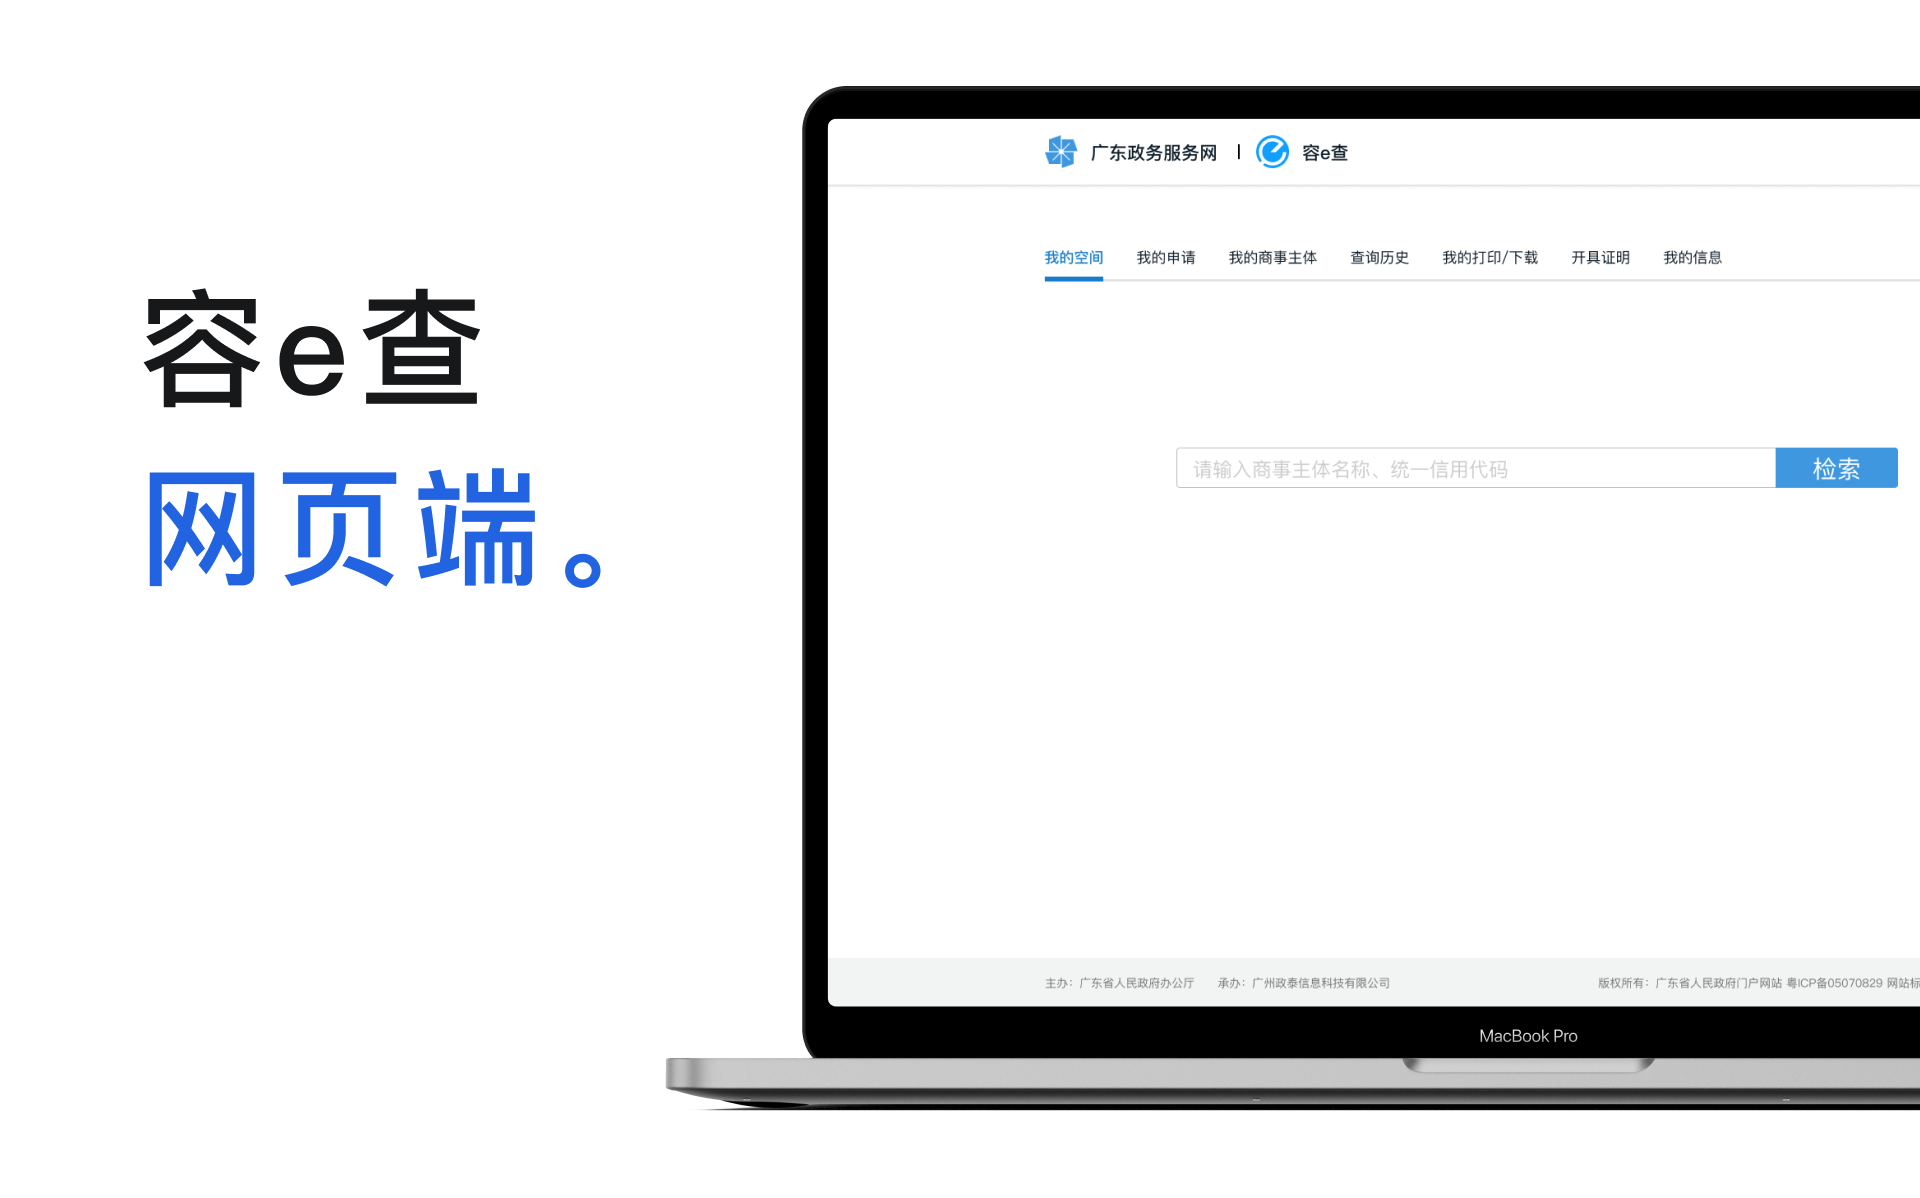 容e查
网页端。
广东政务服务网 | 容e查
我的空间 我的申请 我的商事主体 查询历史 我的打印/下载 开具证明 我的信息
请输入商事主体名称、统一信用代码 检索
主办：广东省人民政府办公厅 承办：广州政泰信息科技有限公司 版权所有：广东省人民政府门户网站 粤ICP备05070829 网站标
MacBook Pro